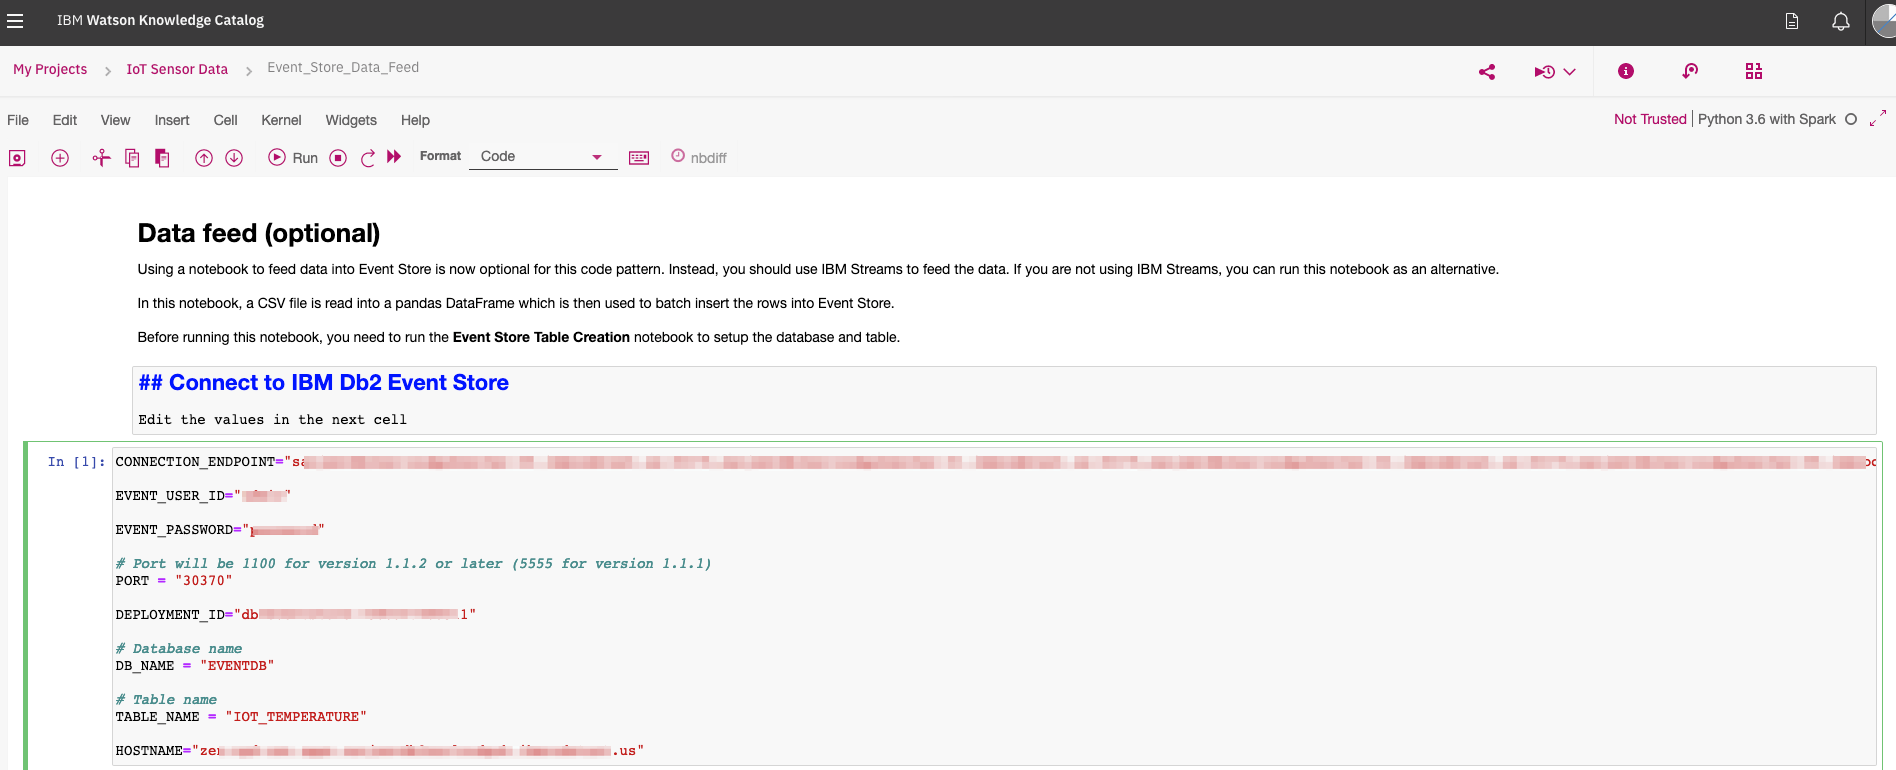 IBM Watson Knowledge Catalog
My Projects > IoT Sensor Data > Event_Store_Data_Feed
File Edit View Insert Cell Kernel Widgets Help
Not Trusted | Python 3.6 with Spark
Run Format Code nbdiff
Data feed (optional)
Using a notebook to feed data into Event Store is now optional for this code pattern. Instead, you should use IBM Streams to feed the data. If you are not using IBM Streams, you can run this notebook as an alternative.
In this notebook, a CSV file is read into a pandas DataFrame which is then used to batch insert the rows into Event Store.
Before running this notebook, you need to run the Event Store Table Creation notebook to setup the database and table.
## Connect to IBM Db2 Event Store
Edit the values in the next cell
In [1]: CONNECTION_ENDPOINT="
EVENT_USER_ID=" "
EVENT_PASSWORD=" "
# Port will be 1100 for version 1.1.2 or later (5555 for version 1.1.1)
PORT = "30370"
DEPLOYMENT_ID="db 1"
# Database name
DB_NAME = "EVENTDB"
# Table name
TABLE_NAME = "IOT_TEMPERATURE"
HOSTNAME="zen .us"